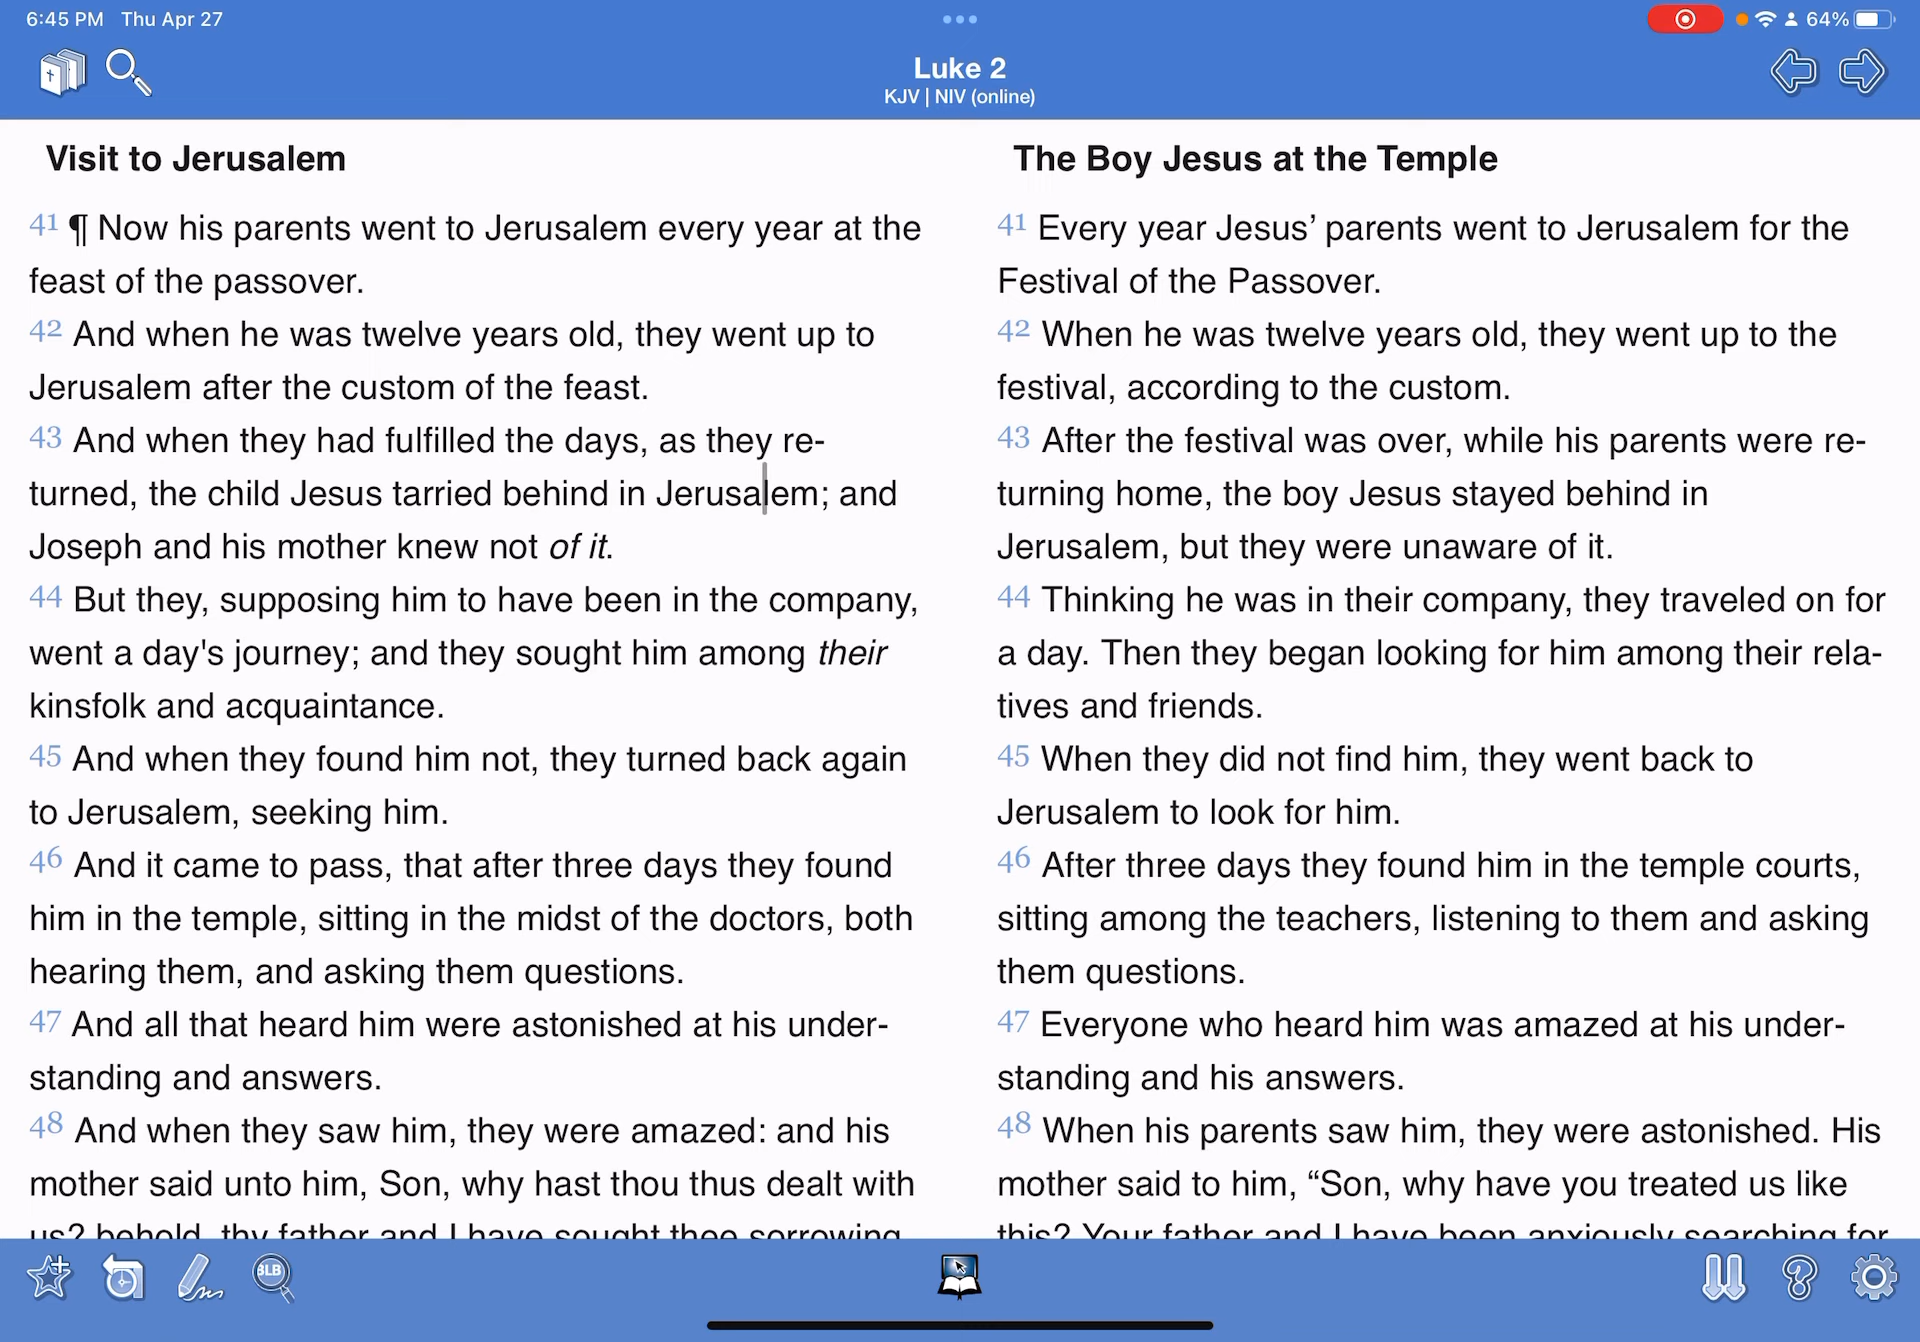 6:45 PM Thu Apr 27
64%
Luke 2
KJV | NIV (online)
Visit to Jerusalem
41 ¶ Now his parents went to Jerusalem every year at the
feast of the passover.
42 And when he was twelve years old, they went up to
Jerusalem after the custom of the feast.
43 And when they had fulfilled the days, as they re-
turned, the child Jesus tarried behind in Jerusalem; and
Joseph and his mother knew not of it.
44 But they, supposing him to have been in the company,
went a day's journey; and they sought him among their
kinsfolk and acquaintance.
45 And when they found him not, they turned back again
to Jerusalem, seeking him.
46 And it came to pass, that after three days they found
him in the temple, sitting in the midst of the doctors, both
hearing them, and asking them questions.
47 And all that heard him were astonished at his under-
standing and answers.
48 And when they saw him, they were amazed: and his
mother said unto him, Son, why hast thou thus dealt with
us? behold, thy father and I have sought thee sorrowing.
The Boy Jesus at the Temple
41 Every year Jesus’ parents went to Jerusalem for the
Festival of the Passover.
42 When he was twelve years old, they went up to the
festival, according to the custom.
43 After the festival was over, while his parents were re-
turning home, the boy Jesus stayed behind in
Jerusalem, but they were unaware of it.
44 Thinking he was in their company, they traveled on for
a day. Then they began looking for him among their rela-
tives and friends.
45 When they did not find him, they went back to
Jerusalem to look for him.
46 After three days they found him in the temple courts,
sitting among the teachers, listening to them and asking
them questions.
47 Everyone who heard him was amazed at his under-
standing and his answers.
48 When his parents saw him, they were astonished. His
mother said to him, “Son, why have you treated us like
this? Your father and I have been anxiously searching for
BLB